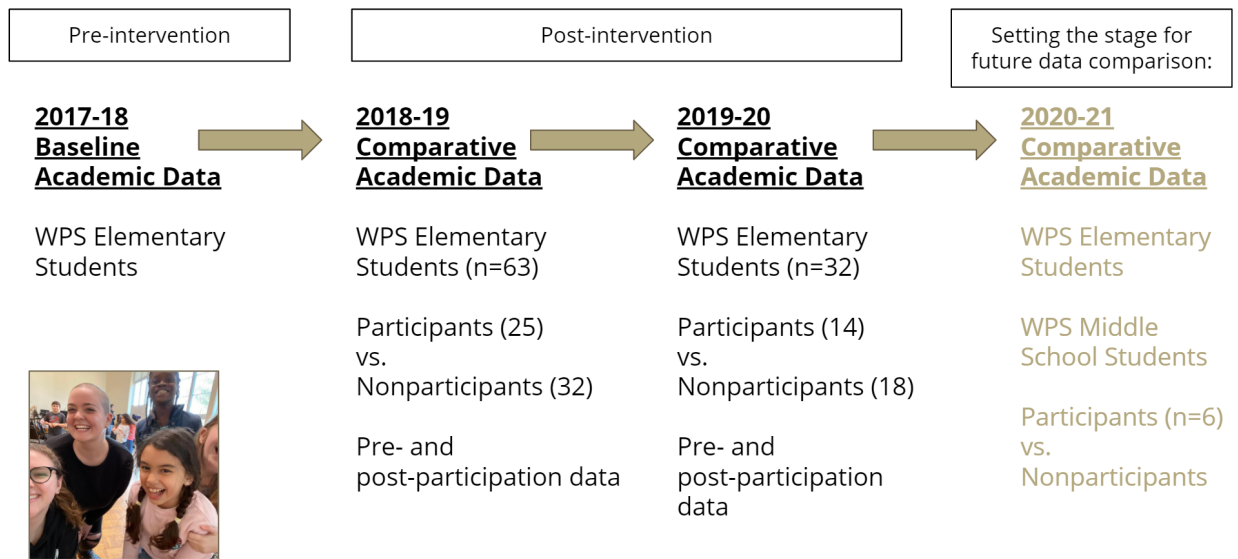 Pre-intervention
Post-intervention
Setting the stage for
future data comparison:
2017-18
Baseline
Academic Data
WPS Elementary
Students
2018-19
Comparative
Academic Data
WPS Elementary
Students (n=63)
Participants (25)
vs.
Nonparticipants (32)
Pre- and
post-participation data
2019-20
Comparative
Academic Data
WPS Elementary
Students (n=32)
Participants (14)
vs.
Nonparticipants (18)
Pre- and
post-participation
data
2020-21
Comparative
Academic Data
WPS Elementary
Students
WPS Middle
School Students
Participants (n=6)
vs.
Nonparticipants